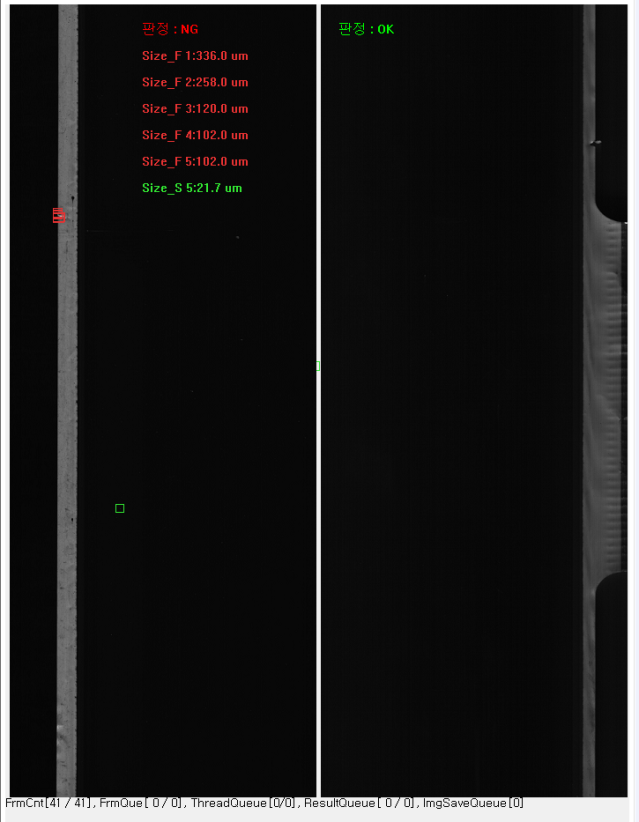 판정 : NG
Size_F 1:336.0 um
Size_F 2:258.0 um
Size_F 3:120.0 um
Size_F 4:102.0 um
Size_F 5:102.0 um
Size_S 5:21.7 um
판정 : OK
FrmCnt[41 / 41], FrmQue[ 0 / 0], ThreadQueue[0/0], ResultQueue[ 0 / 0], ImgSaveQueue[0]